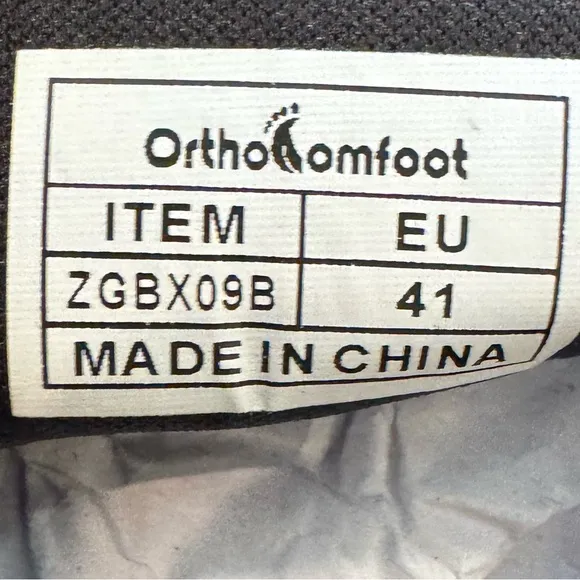 OrthoComfoot
ITEM EU
ZGBX09B 41
MADE IN CHINA